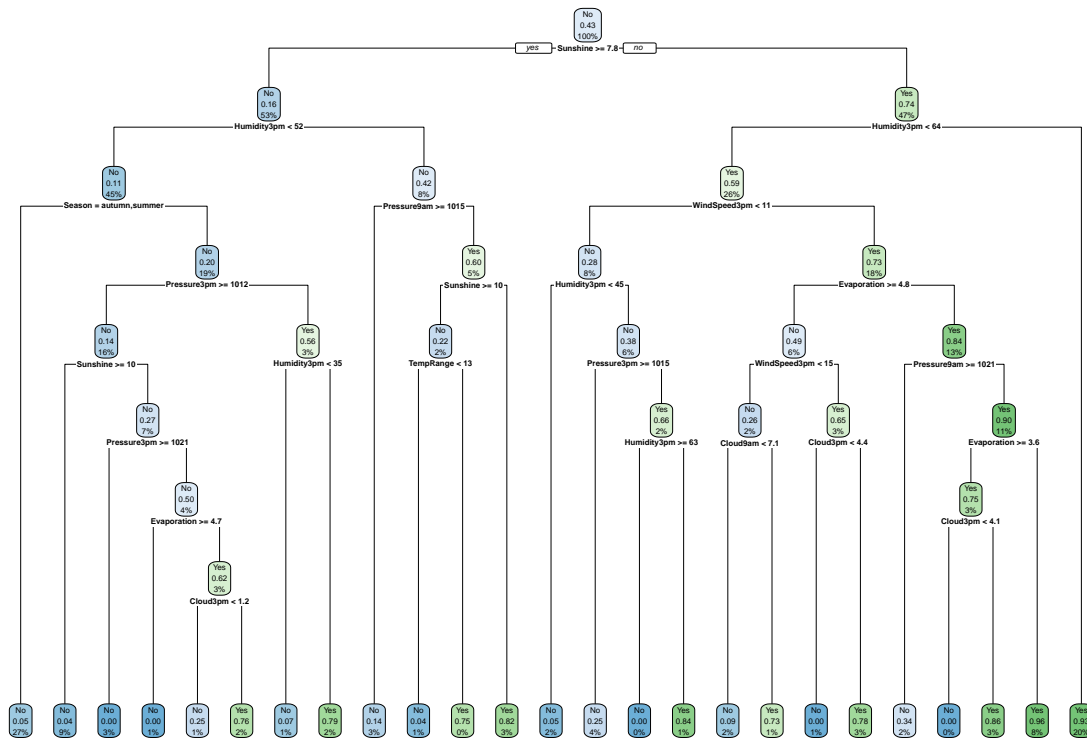 No
0.43
100%
yes Sunshine >= 7.8 no
No
0.16
53%
Humidity3pm < 52
Yes
0.74
47%
Humidity3pm < 64
No
0.11
45%
Season = autumn,summer
No
0.42
8%
Pressure9am >= 1015
Yes
0.59
26%
WindSpeed3pm < 11
No
0.20
19%
Pressure3pm >= 1012
Yes
0.60
5%
Sunshine >= 10
No
0.28
8%
Humidity3pm < 45
Yes
0.73
18%
Evaporation >= 4.8
No
0.14
16%
Sunshine >= 10
Yes
0.56
3%
Humidity3pm < 35
No
0.22
2%
TempRange < 13
No
0.38
6%
Pressure3pm >= 1015
No
0.49
6%
WindSpeed3pm < 15
Yes
0.84
13%
Pressure9am >= 1021
No
0.27
7%
Pressure3pm >= 1021
Yes
0.66
2%
Humidity3pm >= 63
No
0.26
2%
Cloud9am < 7.1
Yes
0.65
3%
Cloud3pm < 4.4
Yes
0.90
11%
Evaporation >= 3.6
No
0.50
4%
Evaporation >= 4.7
Yes
0.75
3%
Cloud3pm < 4.1
Yes
0.62
3%
Cloud3pm < 1.2
No
0.05
27%
No
0.04
9%
No
0.00
3%
No
0.00
1%
No
0.25
1%
Yes
0.76
2%
No
0.07
1%
Yes
0.79
2%
No
0.14
3%
No
0.04
1%
Yes
0.75
0%
Yes
0.82
3%
No
0.05
2%
No
0.25
4%
No
0.00
0%
Yes
0.84
1%
No
0.09
2%
Yes
0.73
1%
No
0.00
1%
Yes
0.78
3%
No
0.34
2%
No
0.00
0%
Yes
0.86
3%
Yes
0.96
8%
Yes
0.93
20%